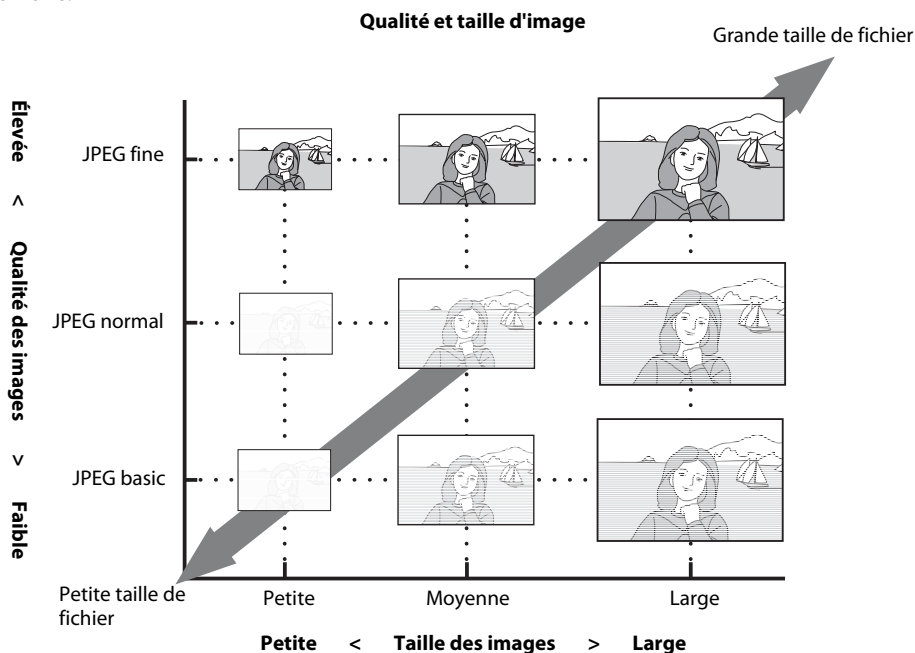 Qualité et taille d'image
Grande taille de fichier
Élevée < Qualité des images > Faible
JPEG fine
JPEG normal
JPEG basic
Petite taille de
fichier
Petite Moyenne Large
Petite < Taille des images > Large